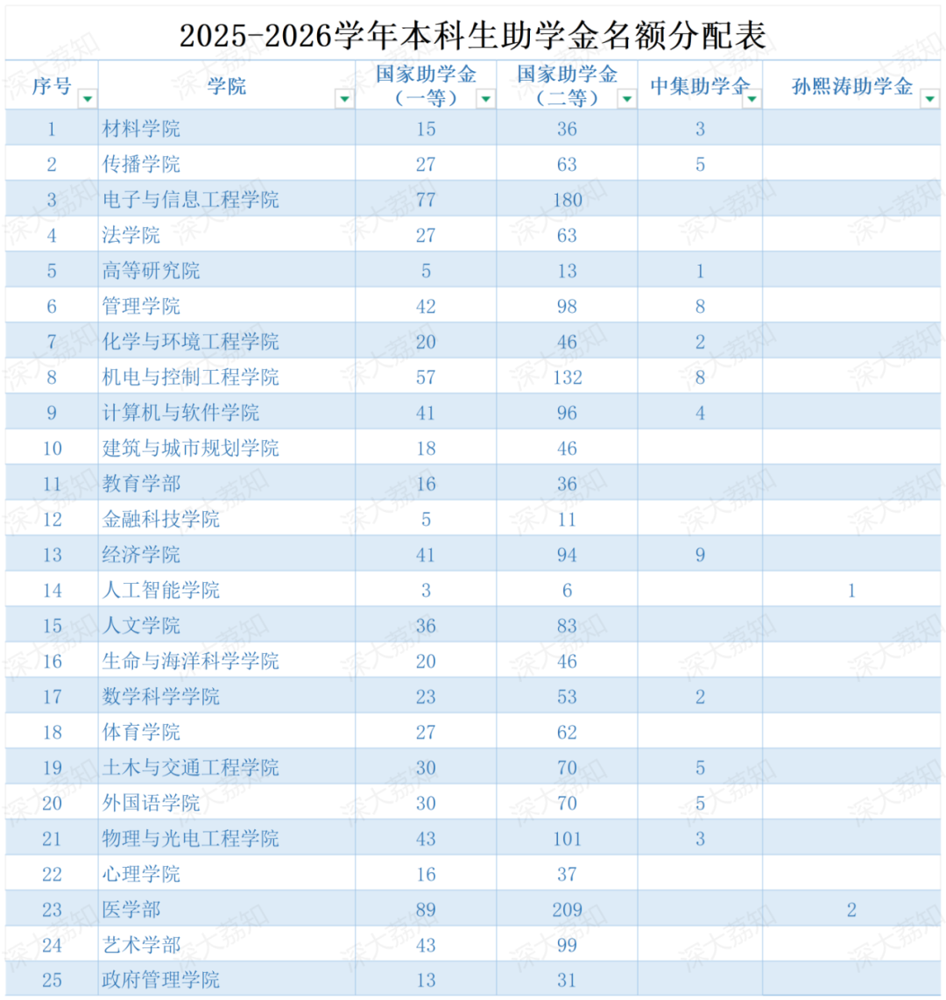 2025-2026学年本科生助学金名额分配表
序号 学院 国家助学金（一等） 国家助学金（二等） 中集助学金 孙熙涛助学金
1 材料学院 15 36 3
2 传播学院 27 63 5
3 电子与信息工程学院 77 180
4 法学院 27 63
5 高等研究院 5 13 1
6 管理学院 42 98 8
7 化学与环境工程学院 20 46 2
8 机电与控制工程学院 57 132 8
9 计算机与软件学院 41 96 4
10 建筑与城市规划学院 18 46
11 教育学部 16 36
12 金融科技学院 5 11
13 经济学院 41 94 9
14 人工智能学院 3 6 1
15 人文学院 36 83
16 生命与海洋科学学院 20 46
17 数学科学学院 23 53 2
18 体育学院 27 62
19 土木与交通工程学院 30 70 5
20 外国语学院 30 70 5
21 物理与光电工程学院 43 101 3
22 心理学院 16 37
23 医学部 89 209 2
24 艺术学部 43 99
25 政府管理学院 13 31
深大荔知